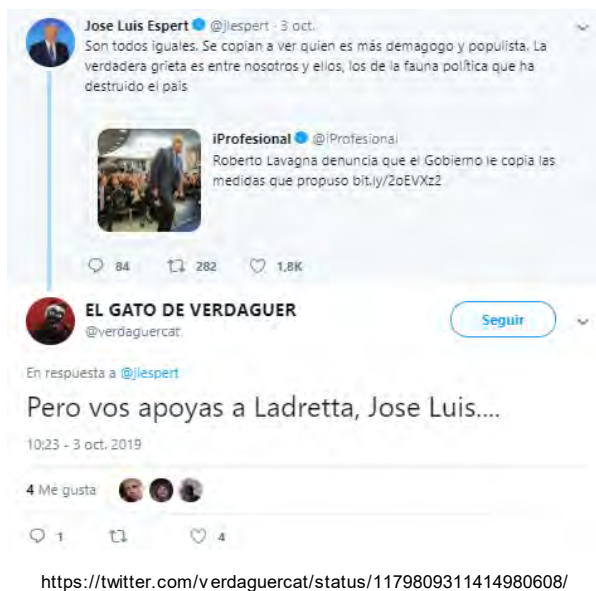 Jose Luis Espert @jlespert · 3 oct.
Son todos iguales. Se copian a ver quien es más demagogo y populista. La
verdadera grieta es entre nosotros y ellos, los de la fauna política que ha
destruido el país
iProfesional @iProfesional
Roberto Lavagna denuncia que el Gobierno le copia las
medidas que propuso bit.ly/2oEVXz2
84 282 1,8K
EL GATO DE VERDAGUER
@verdaguercat
Seguir
En respuesta a @jlespert
Pero vos apoyas a Ladretta, Jose Luis....
10:23 - 3 oct. 2019
4 Me gusta
1 4
https://twitter.com/verdaguercat/status/1179809311414980608/